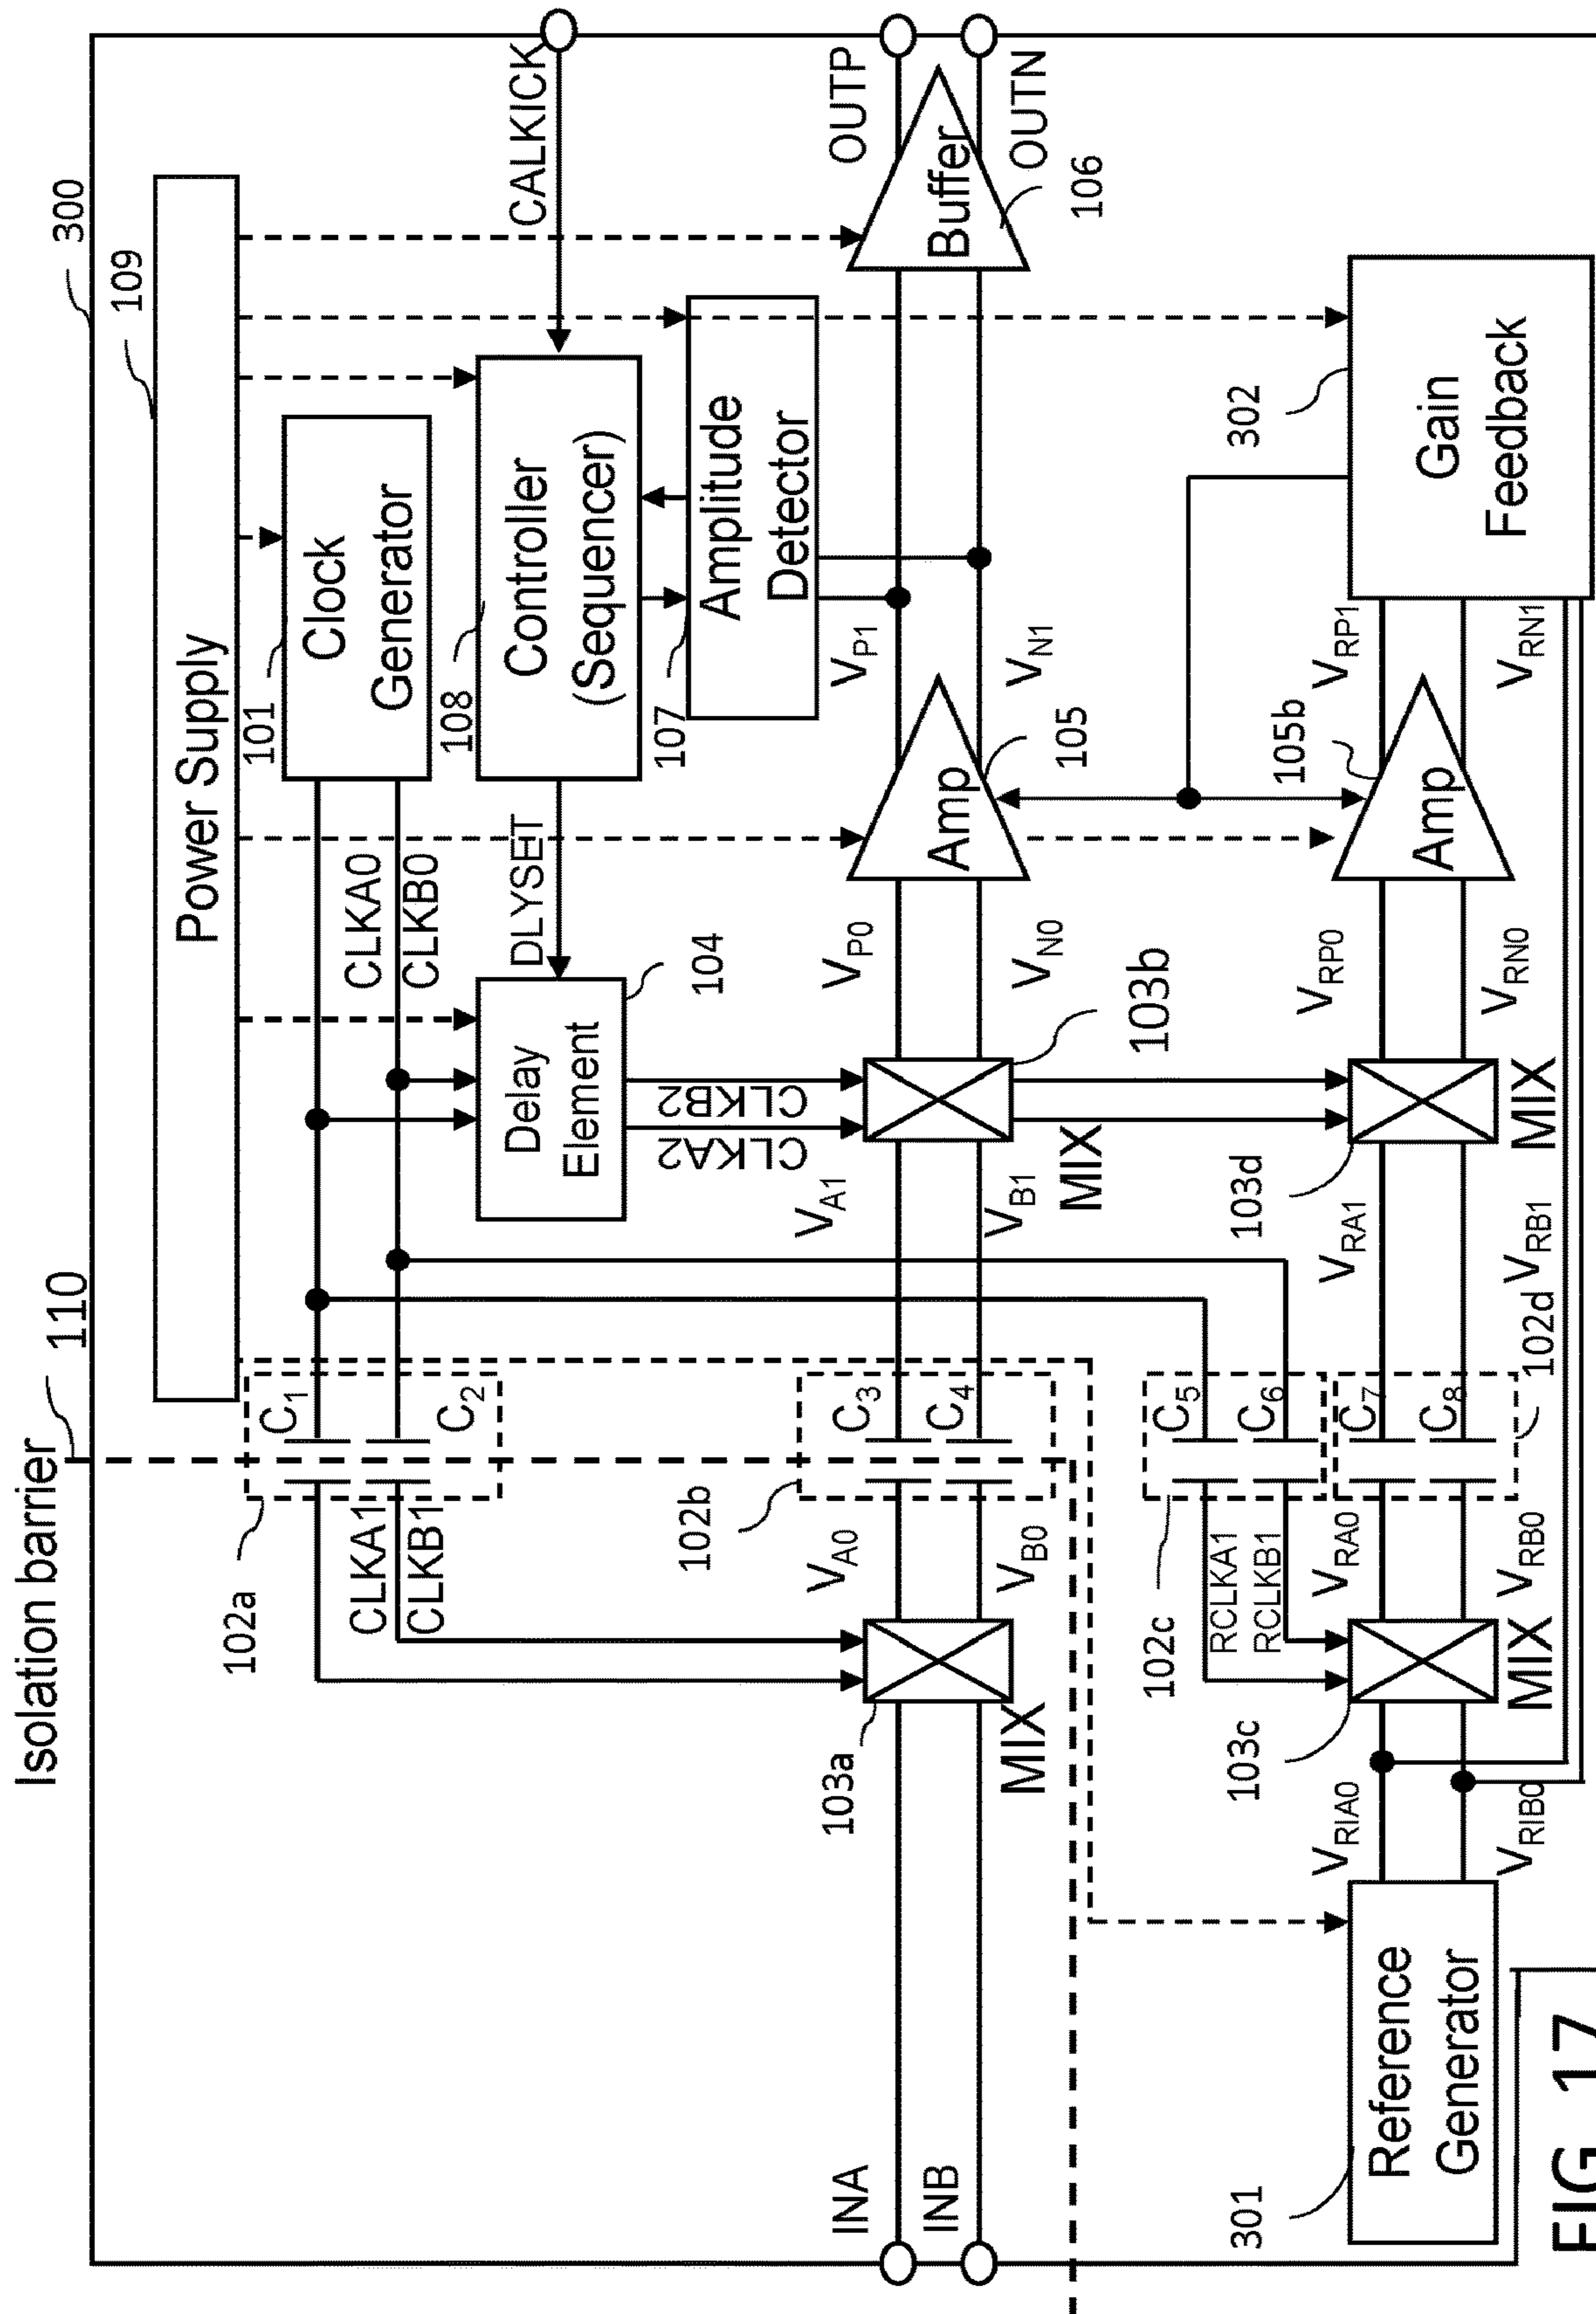 Isolation barrier
110
300
109
Power Supply
101
Clock
Generator
CLKA0
CLKB0
C1
C2
102a
CLKA1
CLKB1
108
Controller
(Sequencer)
CALKICK
DLYSET
Delay
Element
104
107
Amplitude
Detector
CLKA2
CLKB2
INA
INB
103a
MIX
VA0
VB0
102b
C3
C4
VA1
VB1
MIX
103b
VP0
VN0
Amp
105
VP1
VN1
Buffer
106
OUTP
OUTN
301
Reference
Generator
VRIA0
VRIB0
103c
MIX
102c
RCLKA1
RCLKB1
C5
C6
VRA0
VRB0
C7
C8
102d
VRA1
VRB1
103d
MIX
VRP0
VRN0
105b
Amp
VRP1
VRN1
302
Gain
Feedback
FIG. 17